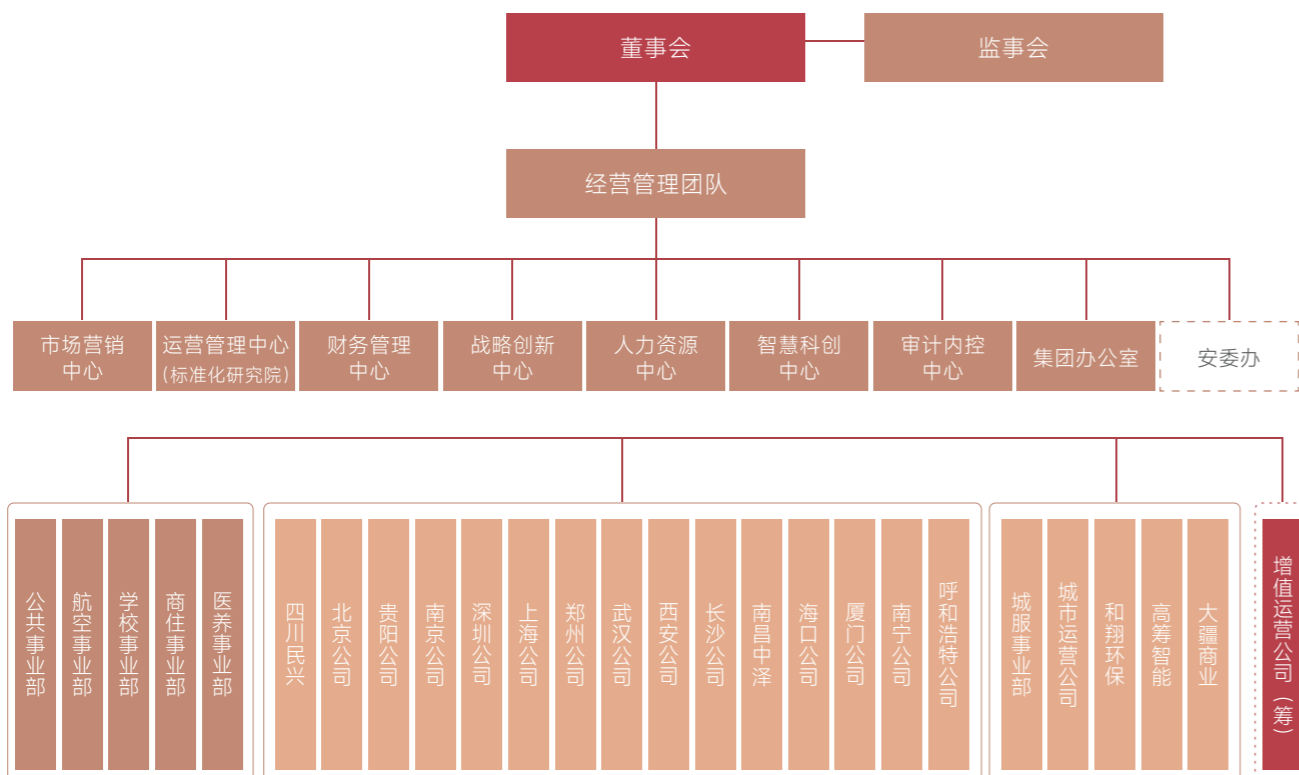 董事会
监事会
经营管理团队
市场营销
中心
运营管理中心
(标准化研究院)
财务管理
中心
战略创新
中心
人力资源
中心
智慧科创
中心
审计内控
中心
集团办公室
安委办
公共事业部
航空事业部
学校事业部
商住事业部
医养事业部
四川民兴
北京公司
贵阳公司
南京公司
深圳公司
上海公司
郑州公司
武汉公司
西安公司
长沙公司
南昌中泽
海口公司
厦门公司
南宁公司
呼和浩特公司
城服事业部
城市运营公司
和翔环保
高筹智能
大疆商业
增值运营公司（筹）